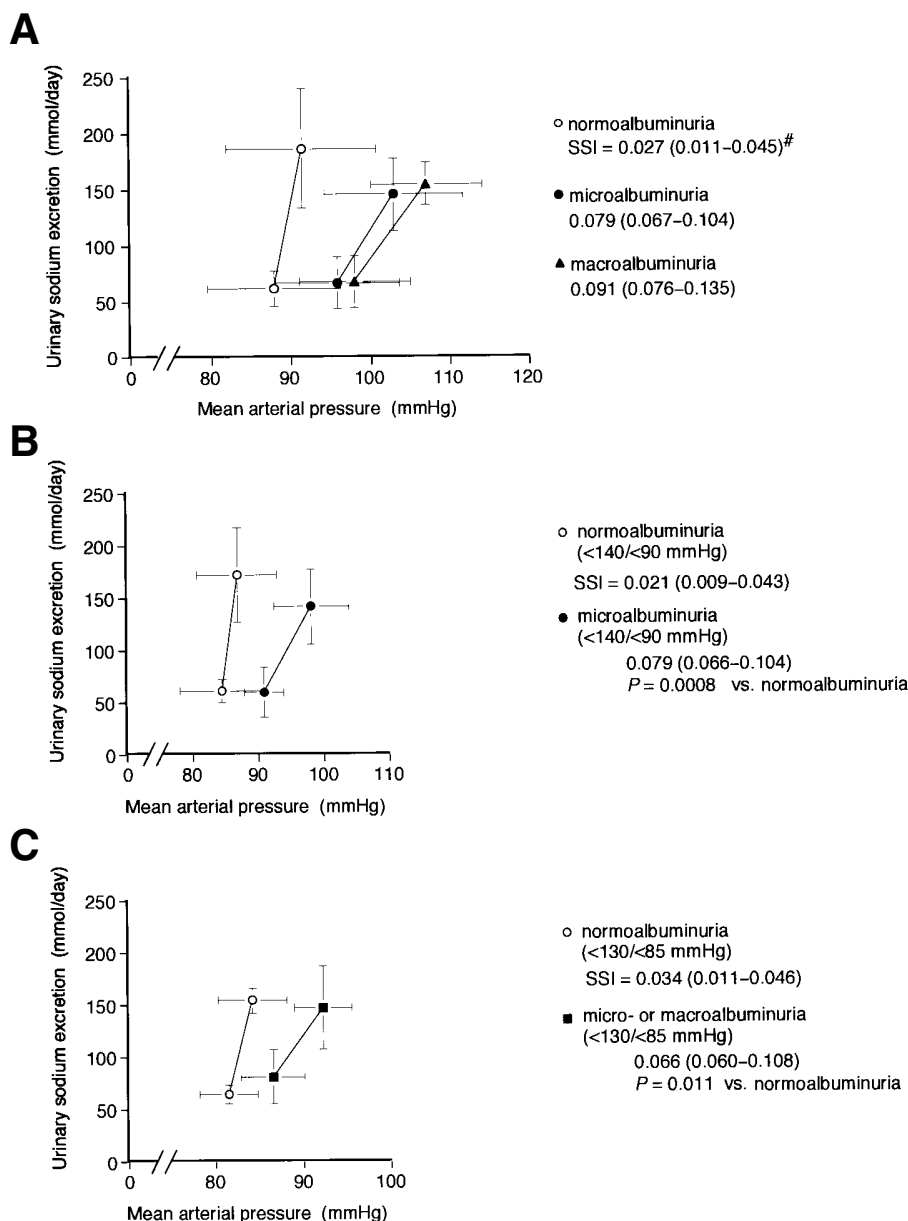 A
Urinary sodium excretion (mmol/day)
250
200
150
100
50
0
0
80
90
100
110
120
Mean arterial pressure (mmHg)
normoalbuminuria
SSI = 0.027 (0.011–0.045)#
microalbuminuria
0.079 (0.067–0.104)
macroalbuminuria
0.091 (0.076–0.135)
B
Urinary sodium excretion (mmol/day)
250
200
150
100
50
0
0
80
90
100
110
Mean arterial pressure (mmHg)
normoalbuminuria
(<140/<90 mmHg)
SSI = 0.021 (0.009–0.043)
microalbuminuria
(<140/<90 mmHg)
0.079 (0.066–0.104)
P = 0.0008 vs. normoalbuminuria
C
Urinary sodium excretion (mmol/day)
250
200
150
100
50
0
0
80
90
100
Mean arterial pressure (mmHg)
normoalbuminuria
(<130/<85 mmHg)
SSI = 0.034 (0.011–0.046)
micro- or macroalbuminuria
(<130/<85 mmHg)
0.066 (0.060–0.108)
P = 0.011 vs. normoalbuminuria